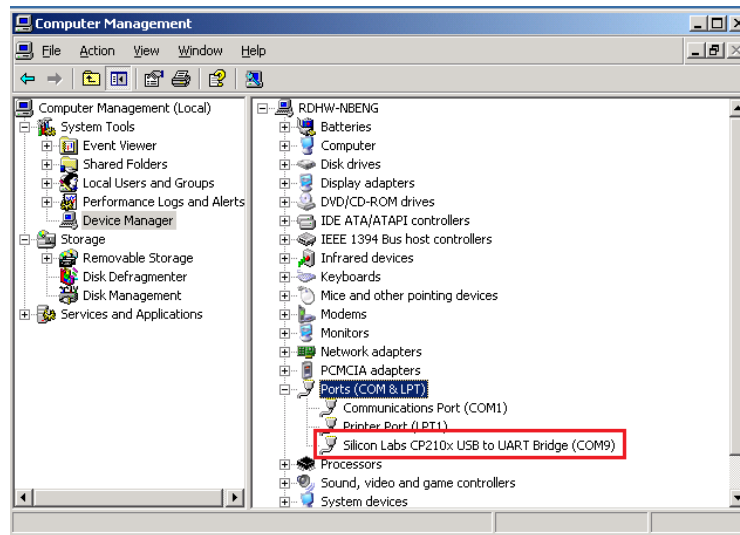 Computer Management
File Action View Window Help
Computer Management (Local)
System Tools
Event Viewer
Shared Folders
Local Users and Groups
Performance Logs and Alerts
Device Manager
Storage
Removable Storage
Disk Defragmenter
Disk Management
Services and Applications
RDHW-NBENG
Batteries
Computer
Disk drives
Display adapters
DVD/CD-ROM drives
IDE ATA/ATAPI controllers
IEEE 1394 Bus host controllers
Infrared devices
Keyboards
Mice and other pointing devices
Modems
Monitors
Network adapters
PCMCIA adapters
Ports (COM & LPT)
Communications Port (COM1)
Printer Port (LPT1)
Silicon Labs CP210x USB to UART Bridge (COM9)
Processors
Sound, video and game controllers
System devices